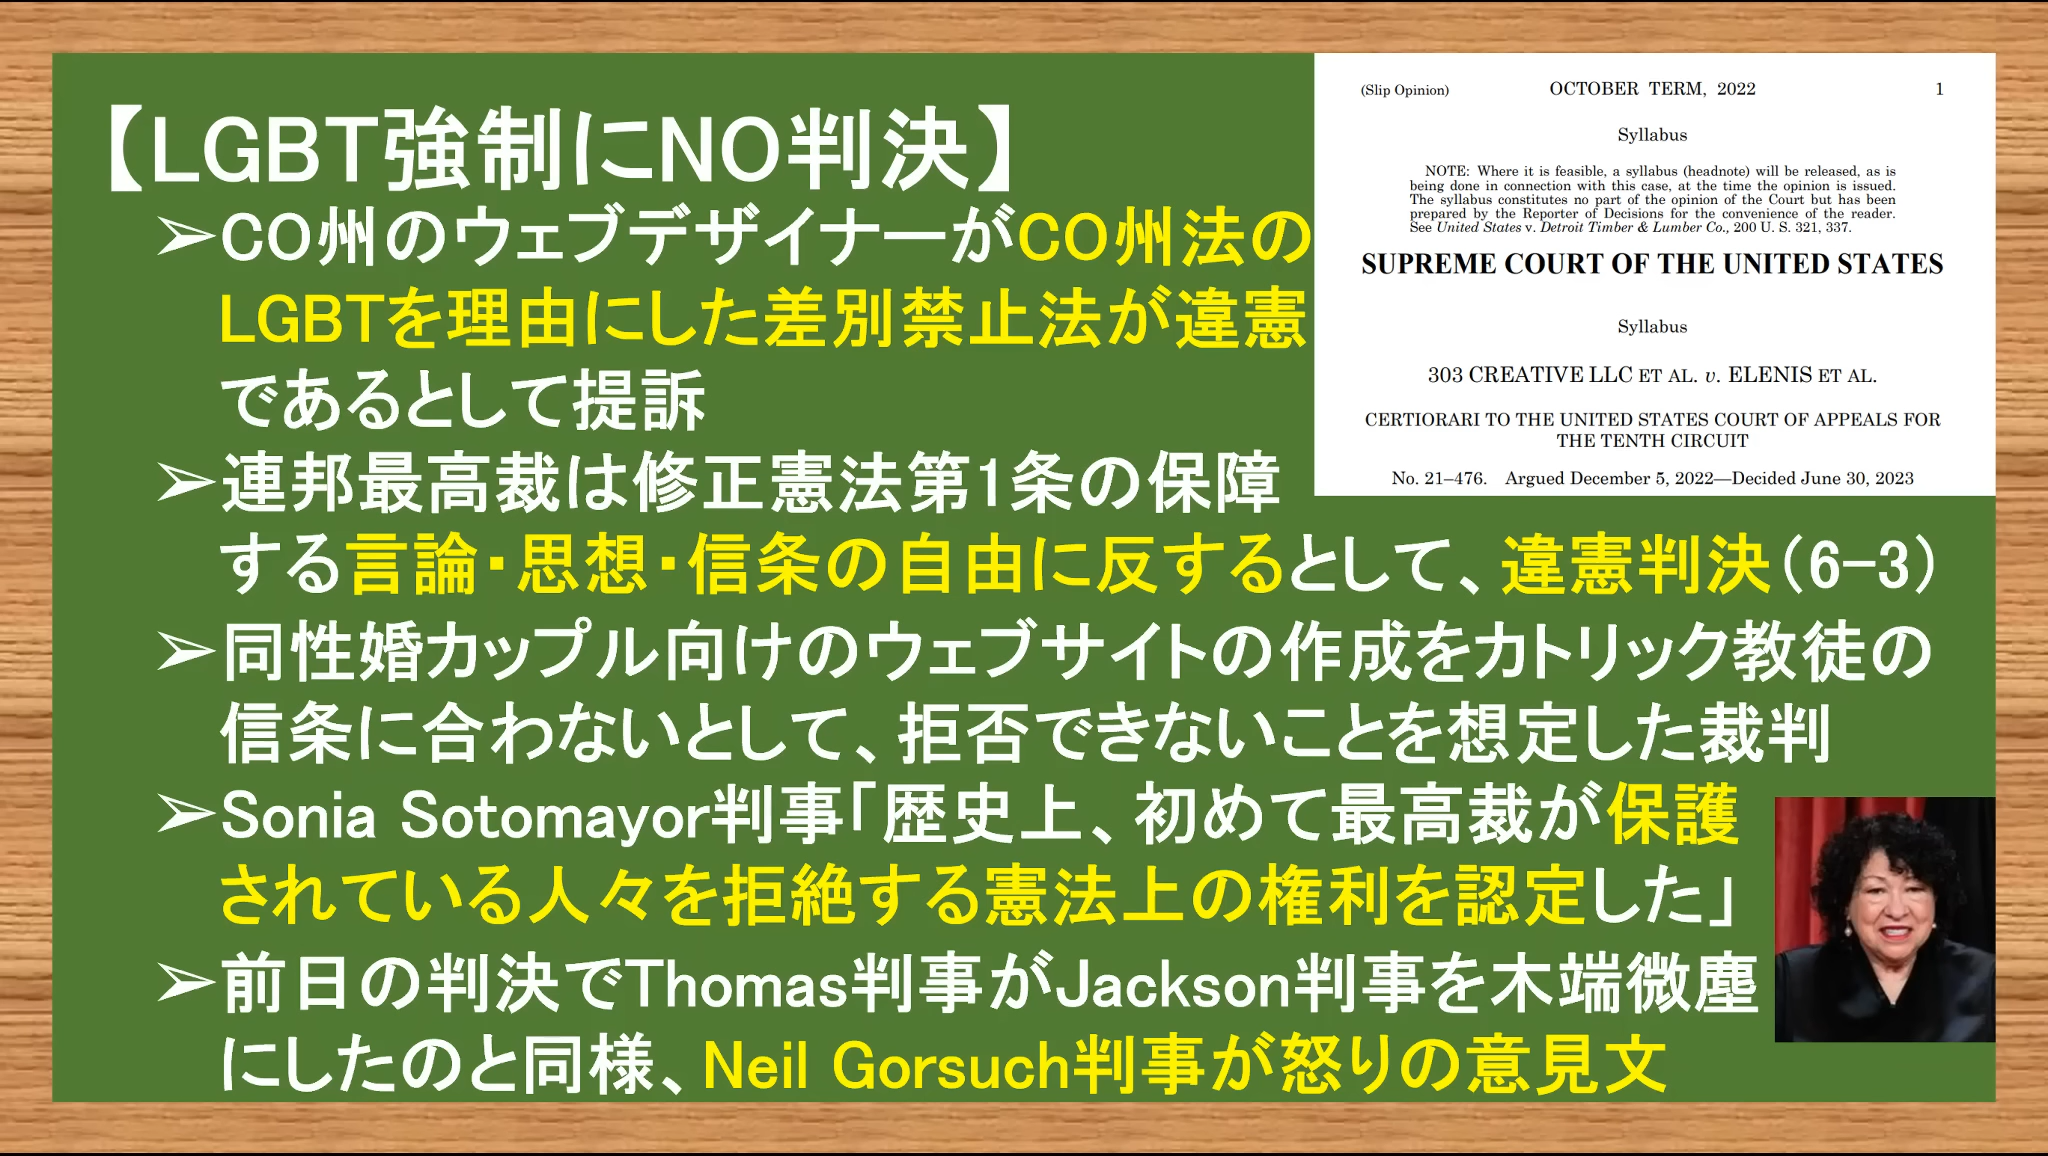 【LGBT強制にNO判決】
➢CO州のウェブデザイナーがCO州法の
LGBTを理由にした差別禁止法が違憲
であるとして提訴
➢連邦最高裁は修正憲法第1条の保障
する言論・思想・信条の自由に反するとして、違憲判決（6-3）
➢同性婚カップル向けのウェブサイトの作成をカトリック教徒の
信条に合わないとして、拒否できないことを想定した裁判
➢Sonia Sotomayor判事「歴史上、初めて最高裁が保護
されている人々を拒絶する憲法上の権利を認定した」
➢前日の判決でThomas判事がJackson判事を木端微塵
にしたのと同様、Neil Gorsuch判事が怒りの意見文
(Slip Opinion) OCTOBER TERM, 2022 1
Syllabus
NOTE: Where it is feasible, a syllabus (headnote) will be released, as is
being done in connection with this case, at the time the opinion is issued.
The syllabus constitutes no part of the opinion of the Court but has been
prepared by the Reporter of Decisions for the convenience of the reader.
See United States v. Detroit Timber & Lumber Co., 200 U. S. 321, 337.
SUPREME COURT OF THE UNITED STATES
Syllabus
303 CREATIVE LLC ET AL. v. ELENIS ET AL.
CERTIORARI TO THE UNITED STATES COURT OF APPEALS FOR
THE TENTH CIRCUIT
No. 21–476. Argued December 5, 2022—Decided June 30, 2023